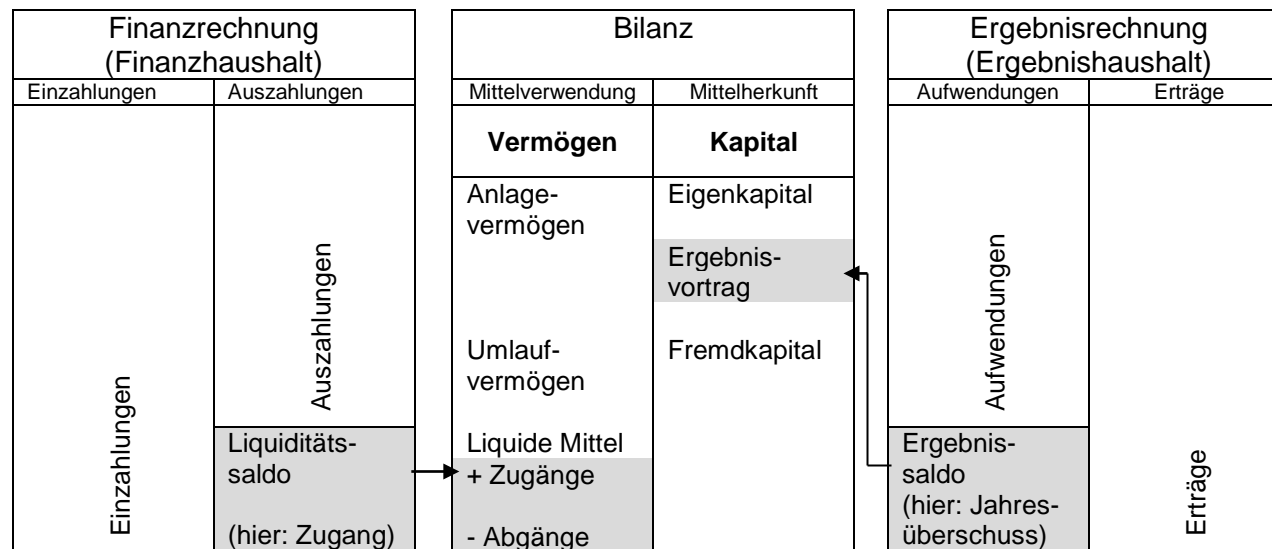 Finanzrechnung
(Finanzhaushalt)
Einzahlungen
Auszahlungen
Einzahlungen
Auszahlungen
Liquiditäts-
saldo
(hier: Zugang)
Bilanz
Mittelverwendung
Mittelherkunft
Vermögen
Kapital
Anlage-
vermögen
Umlauf-
vermögen
Liquide Mittel
+ Zugänge
- Abgänge
Eigenkapital
Ergebnis-
vortrag
Fremdkapital
Ergebnisrechnung
(Ergebnishaushalt)
Aufwendungen
Erträge
Aufwendungen
Ergebnis-
saldo
(hier: Jahres-
überschuss)
Erträge